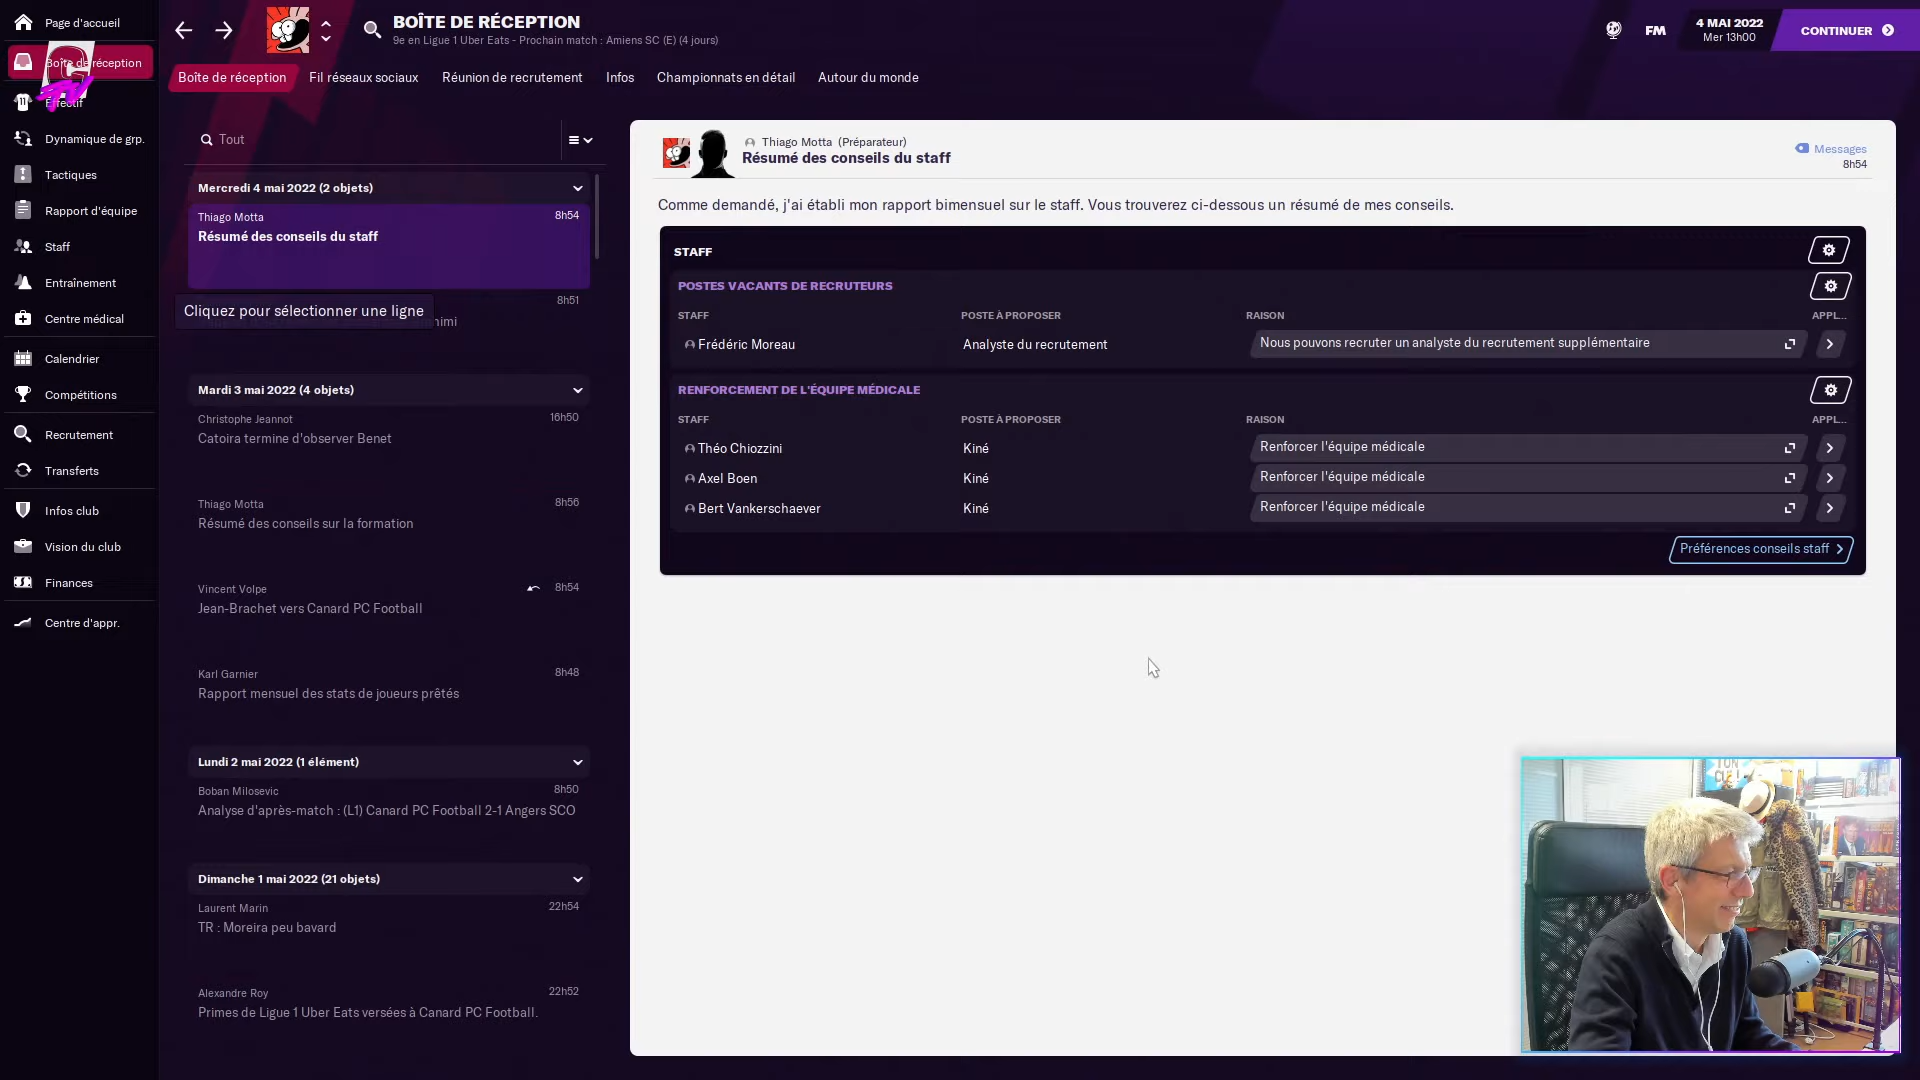 Page d'accueil
Boîte de réception
Effectif
Dynamique de grp.
Tactiques
Rapport d'équipe
Staff
Entraînement
Centre médical
Calendrier
Compétitions
Recrutement
Transferts
Infos club
Vision du club
Finances
Centre d'appr.
BOÎTE DE RÉCEPTION
9e en Ligue 1 Uber Eats - Prochain match : Amiens SC (E) (4 jours)
FM
4 MAI 2022
Mer 13h00
CONTINUER
Boîte de réception
Fil réseaux sociaux
Réunion de recrutement
Infos
Championnats en détail
Autour du monde
Tout
Mercredi 4 mai 2022 (2 objets)
Thiago Motta 8h54
Résumé des conseils du staff
8h51
Cliquez pour sélectionner une ligne
Mardi 3 mai 2022 (4 objets)
Christophe Jeannot 16h50
Catoira termine d'observer Benet
Thiago Motta 8h56
Résumé des conseils sur la formation
Vincent Volpe 8h54
Jean-Brachet vers Canard PC Football
Karl Garnier 8h48
Rapport mensuel des stats de joueurs prêtés
Lundi 2 mai 2022 (1 élément)
Boban Milosevic 8h50
Analyse d'après-match : (L1) Canard PC Football 2-1 Angers SCO
Dimanche 1 mai 2022 (21 objets)
Laurent Marin 22h54
TR : Moreira peu bavard
Alexandre Roy 22h52
Primes de Ligue 1 Uber Eats versées à Canard PC Football.
Thiago Motta (Préparateur)
Résumé des conseils du staff
Messages
8h54
Comme demandé, j'ai établi mon rapport bimensuel sur le staff. Vous trouverez ci-dessous un résumé de mes conseils.
STAFF
POSTES VACANTS DE RECRUTEURS
STAFF POSTE À PROPOSER RAISON APPL...
Frédéric Moreau Analyste du recrutement Nous pouvons recruter un analyste du recrutement supplémentaire
RENFORCEMENT DE L'ÉQUIPE MÉDICALE
STAFF POSTE À PROPOSER RAISON APPL...
Théo Chiozzini Kiné Renforcer l'équipe médicale
Axel Boen Kiné Renforcer l'équipe médicale
Bert Vankerschaever Kiné Renforcer l'équipe médicale
Préférences conseils staff